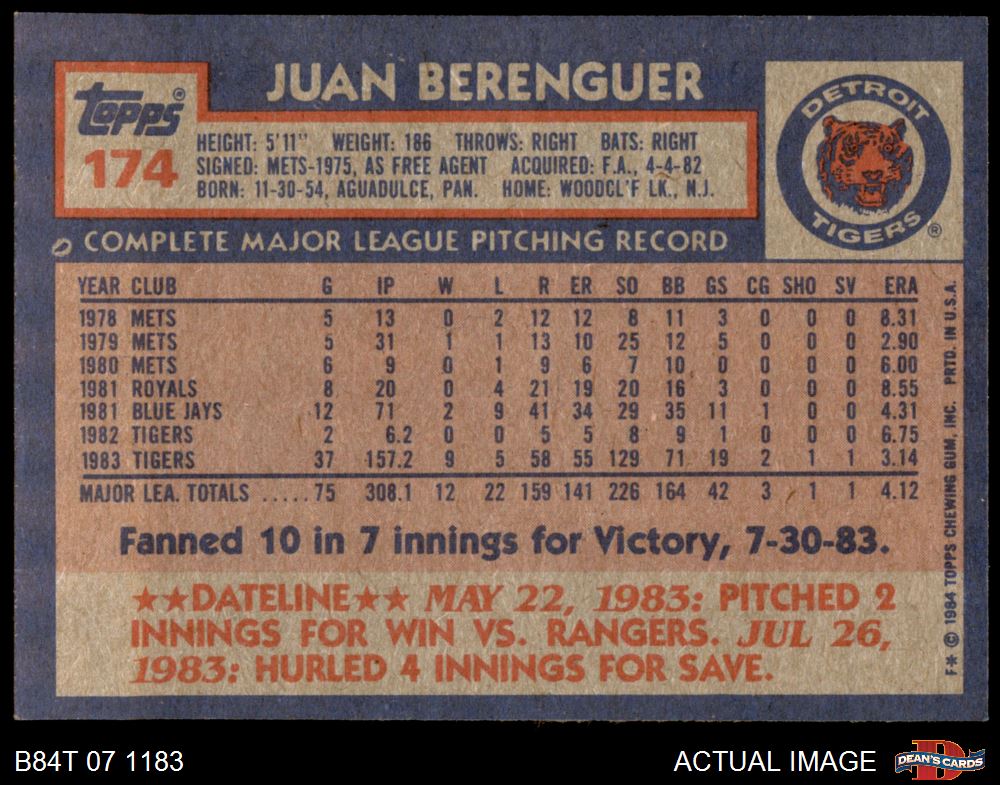 JUAN BERENGUER
Topps®
174
HEIGHT: 5'11" WEIGHT: 186 THROWS: RIGHT BATS: RIGHT
SIGNED: METS-1975, AS FREE AGENT ACQUIRED: F.A., 4-4-82
BORN: 11-30-54, AGUADULCE, PAN. HOME: WOODCL'F LK., N.J.
DETROIT
TIGERS®
COMPLETE MAJOR LEAGUE PITCHING RECORD
YEAR CLUB G IP W L R ER SO BB GS CG SHO SV ERA
1978 METS 5 13 0 2 12 12 8 11 3 0 0 0 8.31
1979 METS 5 31 1 1 13 10 25 12 5 0 0 0 2.90
1980 METS 6 9 0 1 9 6 7 10 0 0 0 0 6.00
1981 ROYALS 8 20 0 4 21 19 20 16 3 0 0 0 8.55
1981 BLUE JAYS 12 71 2 9 41 34 29 35 11 1 0 0 4.31
1982 TIGERS 2 6.2 0 0 5 5 8 9 1 0 0 0 6.75
1983 TIGERS 37 157.2 9 5 58 55 129 71 19 2 1 1 3.14
MAJOR LEA. TOTALS .....75 308.1 12 22 159 141 226 164 42 3 1 1 4.12
Fanned 10 in 7 innings for Victory, 7-30-83.
★★DATELINE★★ MAY 22, 1983: PITCHED 2
INNINGS FOR WIN VS. RANGERS. JUL 26,
1983: HURLED 4 INNINGS FOR SAVE.
F* © 1984 TOPPS CHEWING GUM, INC. PRTD. IN U.S.A.
B84T 07 1183
ACTUAL IMAGE
D
DEAN'S CARDS